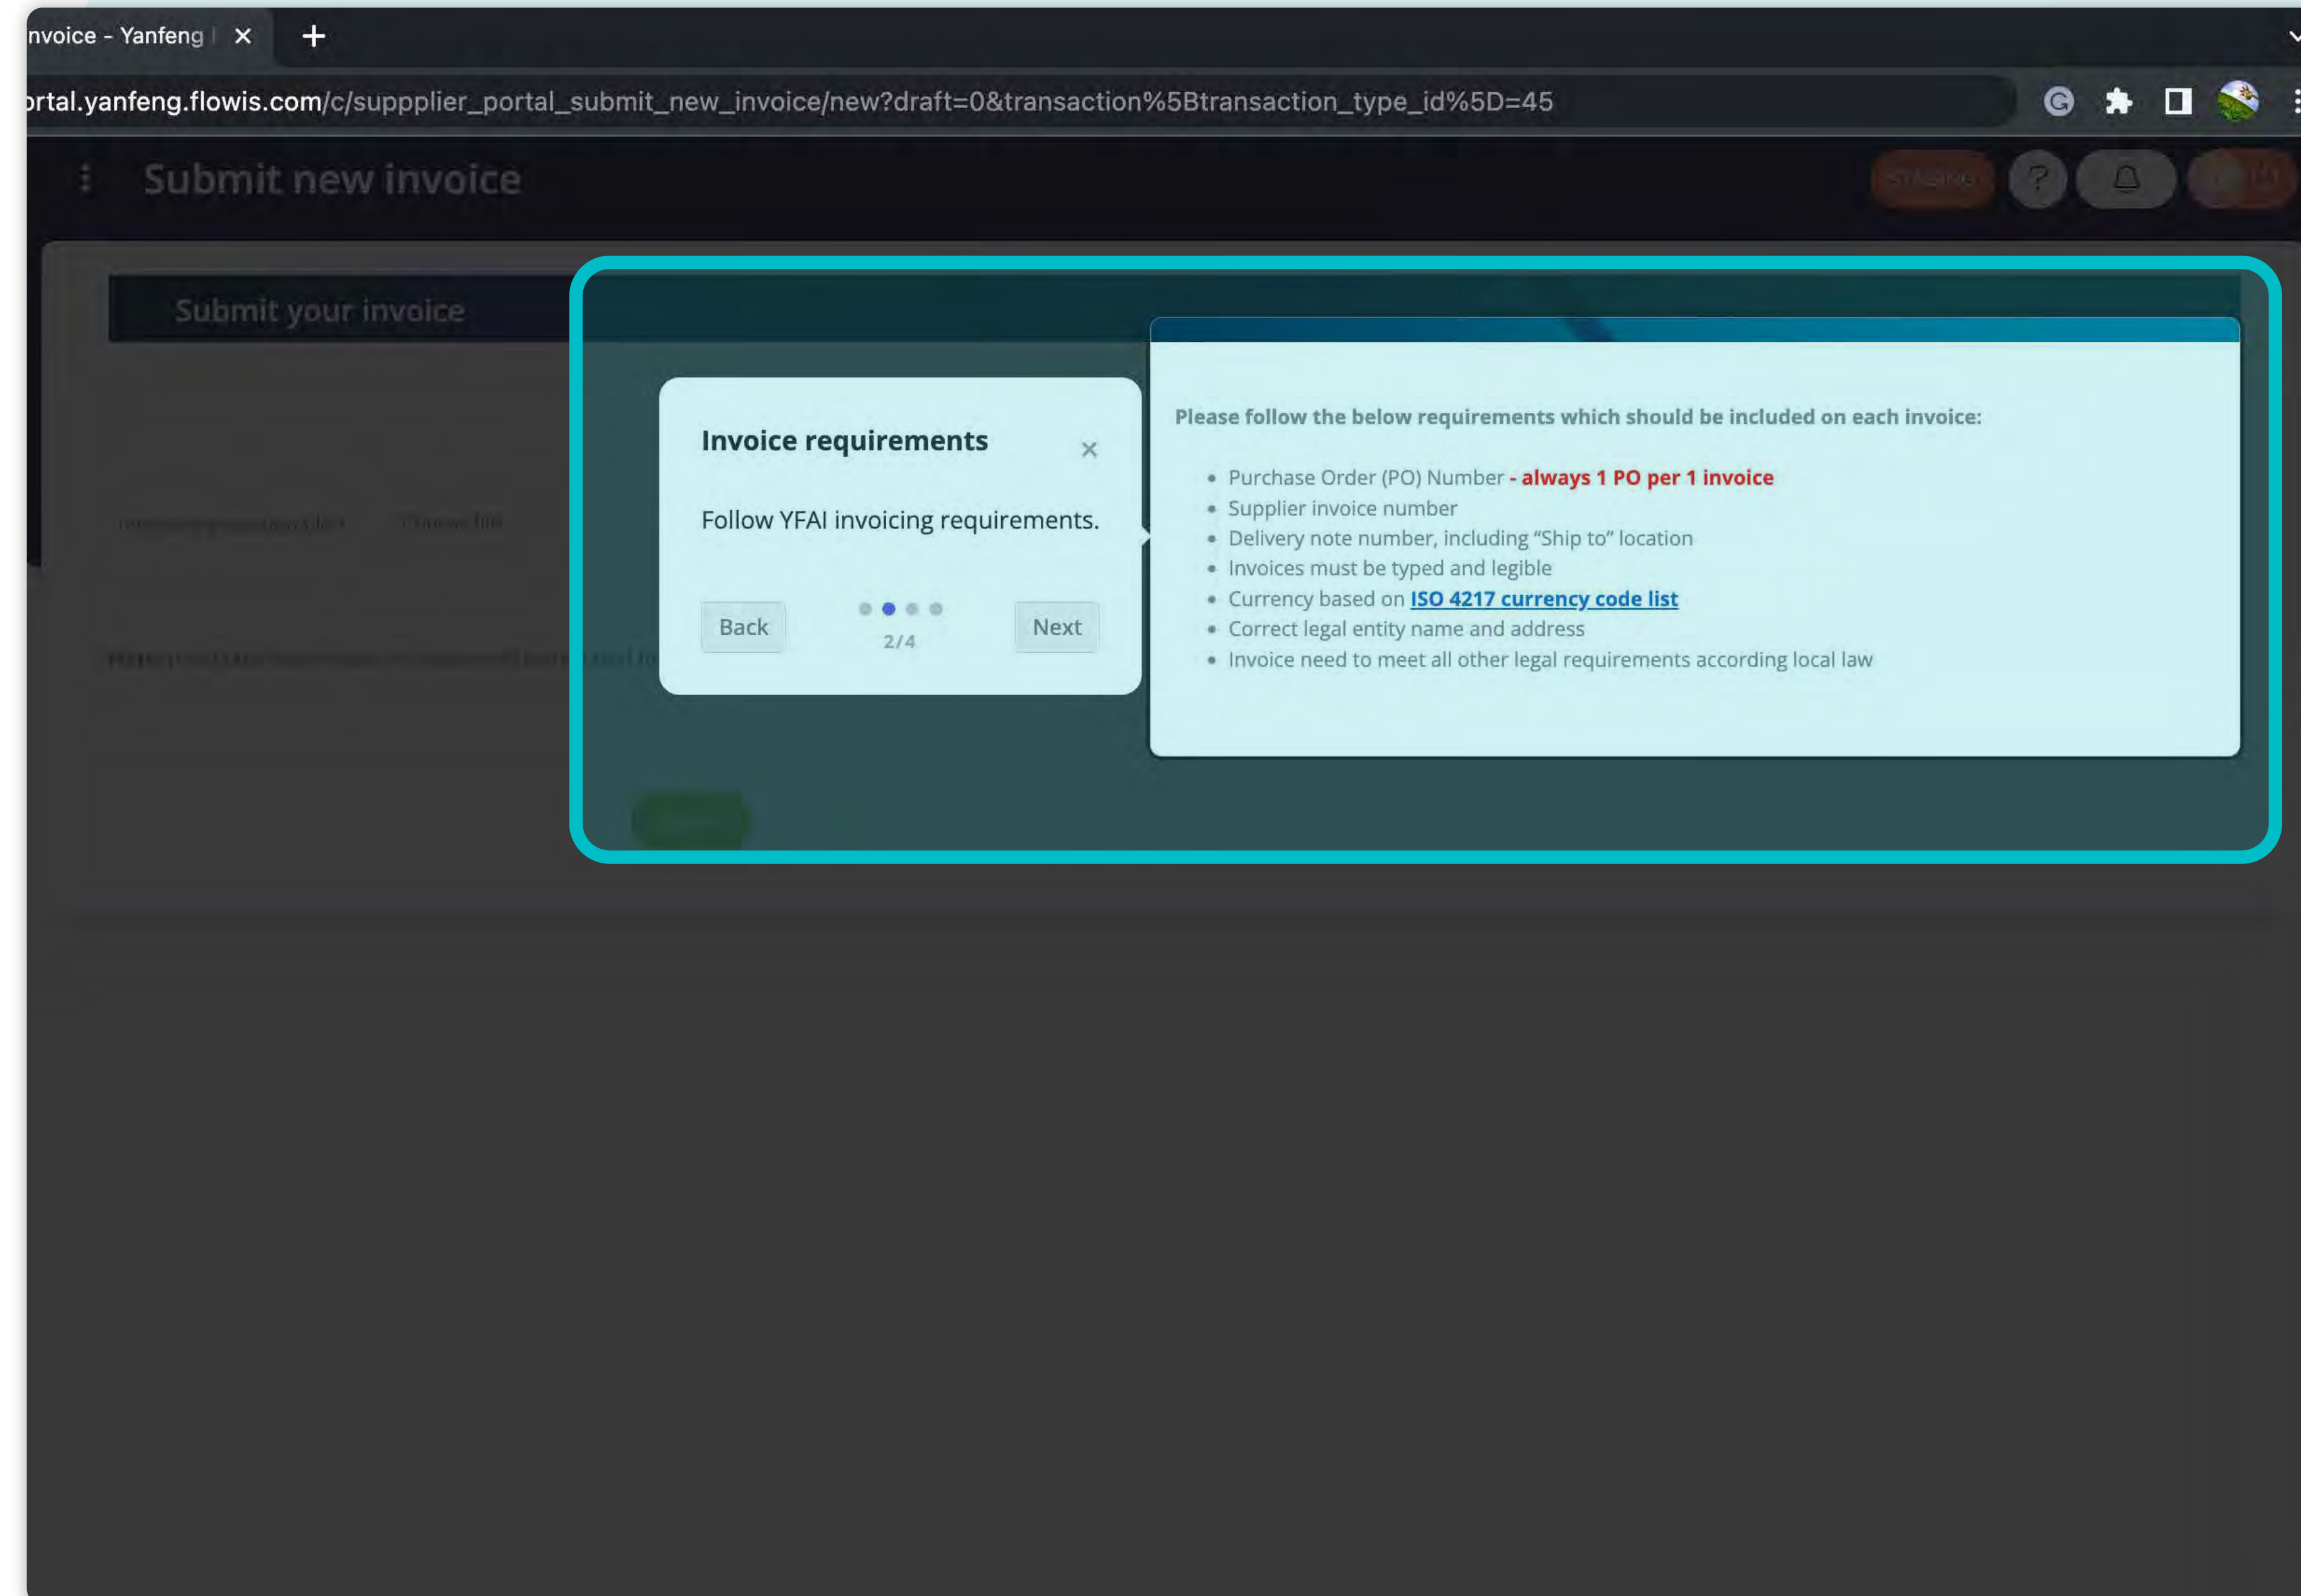 nvoice - Yanfeng
ortal.yanfeng.flowis.com/c/suppplier_portal_submit_new_invoice/new?draft=0&transaction%5Btransaction_type_id%5D=45
Submit new invoice
STAGING
Submit your invoice
Invoice requirements
Follow YFAI invoicing requirements.
Back
2/4
Next
Please follow the below requirements which should be included on each invoice:
• Purchase Order (PO) Number - always 1 PO per 1 invoice
• Supplier invoice number
• Delivery note number, including “Ship to” location
• Invoices must be typed and legible
• Currency based on ISO 4217 currency code list
• Correct legal entity name and address
• Invoice need to meet all other legal requirements according local law